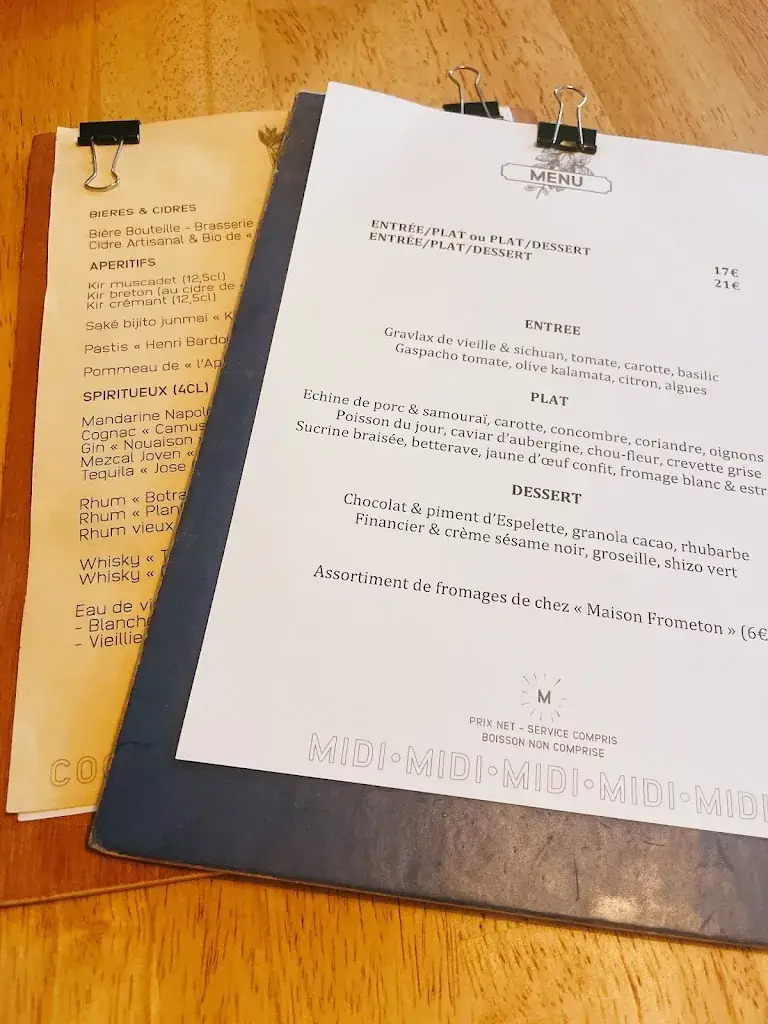 BIERES & CIDRES
Bière Bouteille - Brasserie
Cidre Artisanal & Bio de «
APERITIFS
Kir muscadet (12,5cl)
Kir breton (au cidre de
Kir crémant (12,5cl)
Saké bijito junmai «
Pastis « Henri Bardo
Pommeau de « l'Ap
SPIRITUEUX (4CL)
Mandarine Napol
Cognac « Camus
Gin « Nouaison
Mezcal Joven «
Tequila « Jose
Rhum « Botra
Rhum « Plan
Rhum vieux
Whisky «
Whisky «
Eau de vi
- Blanche
- Vieillie
MENU
ENTRÉE/PLAT ou PLAT/DESSERT 17€
ENTRÉE/PLAT/DESSERT 21€
ENTREE
Gravlax de vieille & sichuan, tomate, carotte, basilic
Gaspacho tomate, olive kalamata, citron, algues
PLAT
Echine de porc & samouraï, carotte, concombre, coriandre, oignons
Poisson du jour, caviar d'aubergine, chou-fleur, crevette grise
Sucrine braisée, betterave, jaune d'œuf confit, fromage blanc & estr
DESSERT
Chocolat & piment d'Espelette, granola cacao, rhubarbe
Financier & crème sésame noir, groseille, shizo vert
Assortiment de fromages de chez « Maison Frometon » (6€
M
PRIX NET - SERVICE COMPRIS
BOISSON NON COMPRISE
MIDI•MIDI•MIDI•MIDI•MIDI